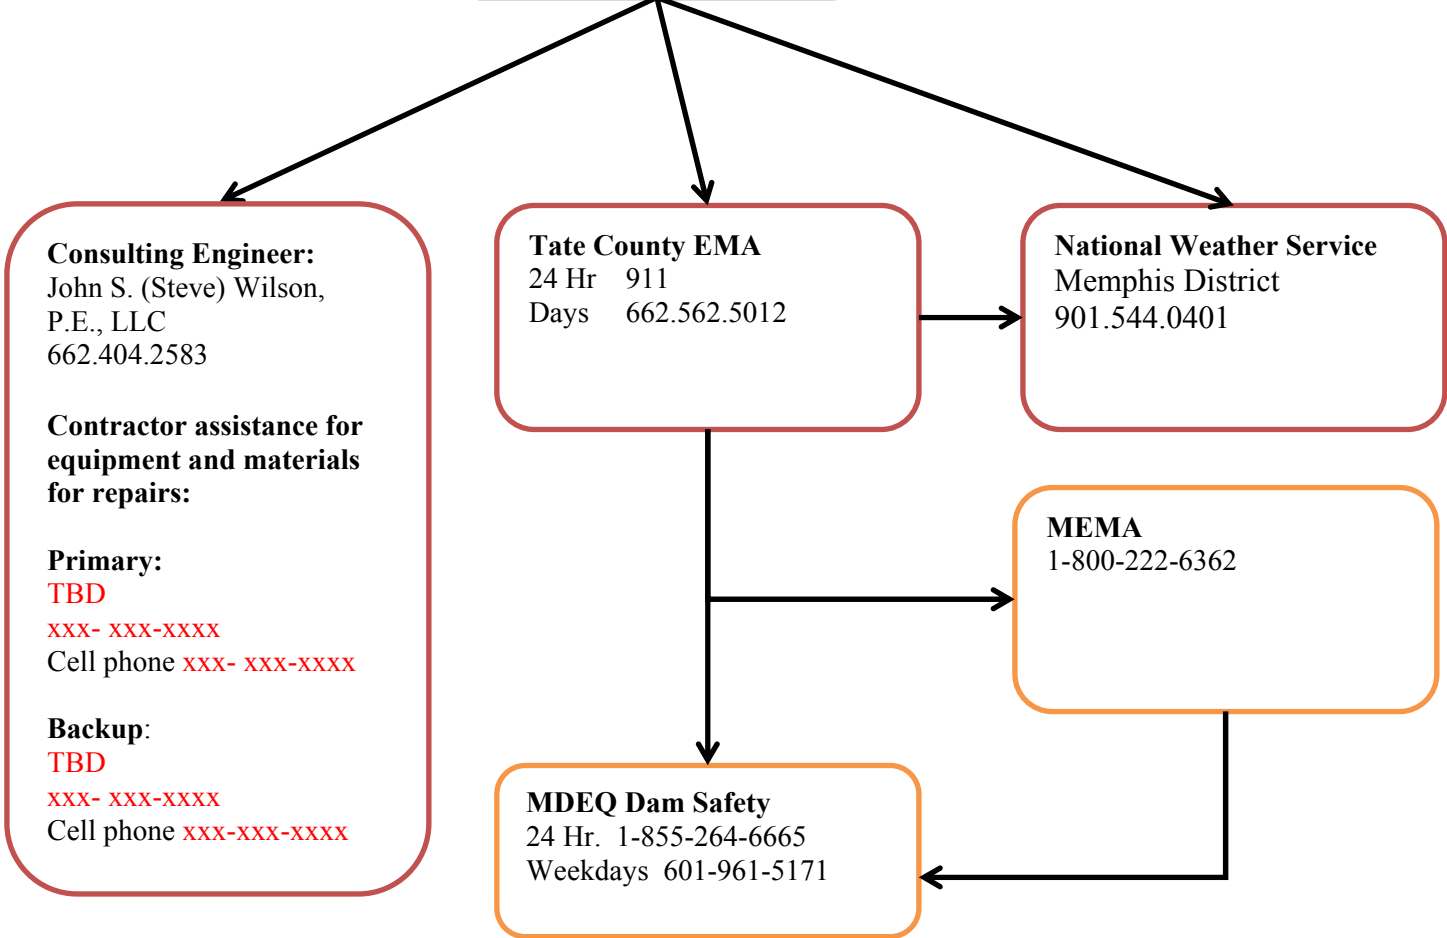 Consulting Engineer:
John S. (Steve) Wilson,
P.E., LLC
662.404.2583
Contractor assistance for
equipment and materials
for repairs:
Primary:
TBD
xxx- xxx-xxxx
Cell phone xxx- xxx-xxxx
Backup:
TBD
xxx- xxx-xxxx
Cell phone xxx-xxx-xxxx
Tate County EMA
24 Hr 911
Days 662.562.5012
National Weather Service
Memphis District
901.544.0401
MEMA
1-800-222-6362
MDEQ Dam Safety
24 Hr. 1-855-264-6665
Weekdays 601-961-5171